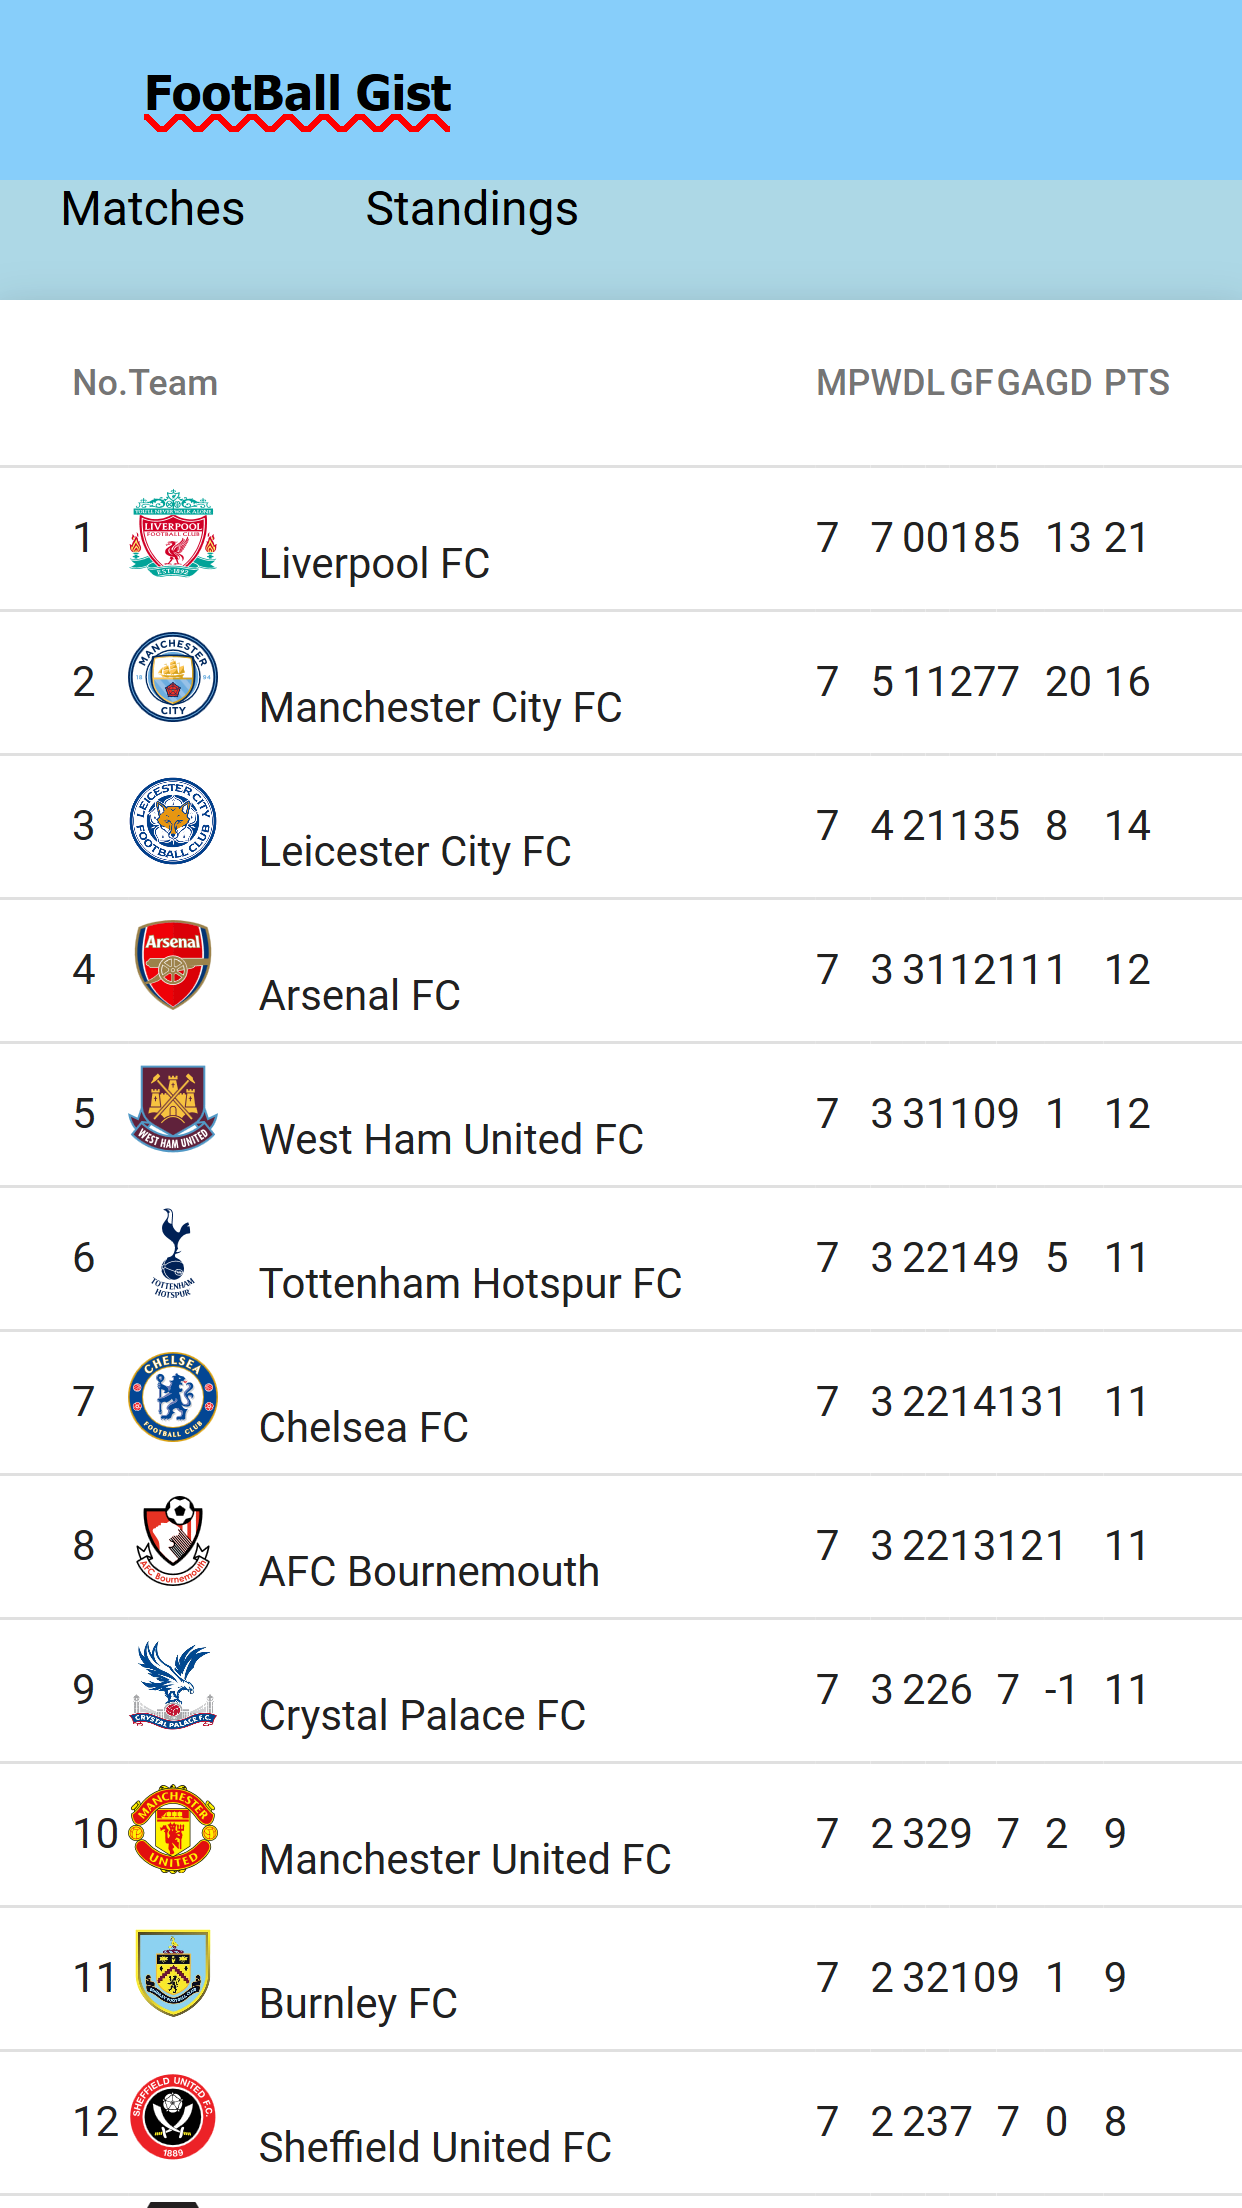 FootBall Gist
Matches Standings
No. Team MP W D L GF GA GD PTS
1 Liverpool FC 7 7 0 0 18 5 13 21
2 Manchester City FC 7 5 1 1 27 7 20 16
3 Leicester City FC 7 4 2 1 13 5 8 14
4 Arsenal FC 7 3 3 1 12 11 1 12
5 West Ham United FC 7 3 3 1 10 9 1 12
6 Tottenham Hotspur FC 7 3 2 2 14 9 5 11
7 Chelsea FC 7 3 2 2 14 13 1 11
8 AFC Bournemouth 7 3 2 2 13 12 1 11
9 Crystal Palace FC 7 3 2 2 6 7 -1 11
10 Manchester United FC 7 2 3 2 9 7 2 9
11 Burnley FC 7 2 3 2 10 9 1 9
12 Sheffield United FC 7 2 2 3 7 7 0 8